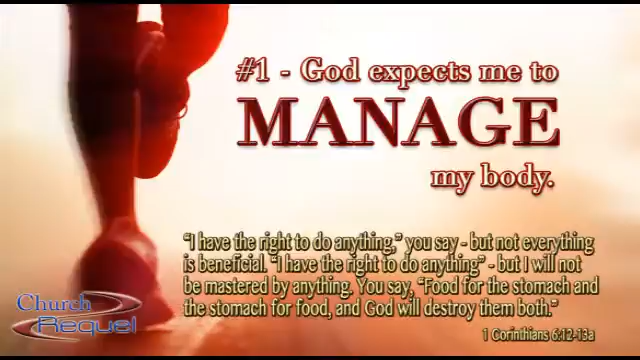 #1 - God expects me to
MANAGE
my body.
“I have the right to do anything,” you say - but not everything
is beneficial. “I have the right to do anything” - but I will not
be mastered by anything. You say, “Food for the stomach and
the stomach for food, and God will destroy them both.”
1 Corinthians 6:12-13a
Church
Requel